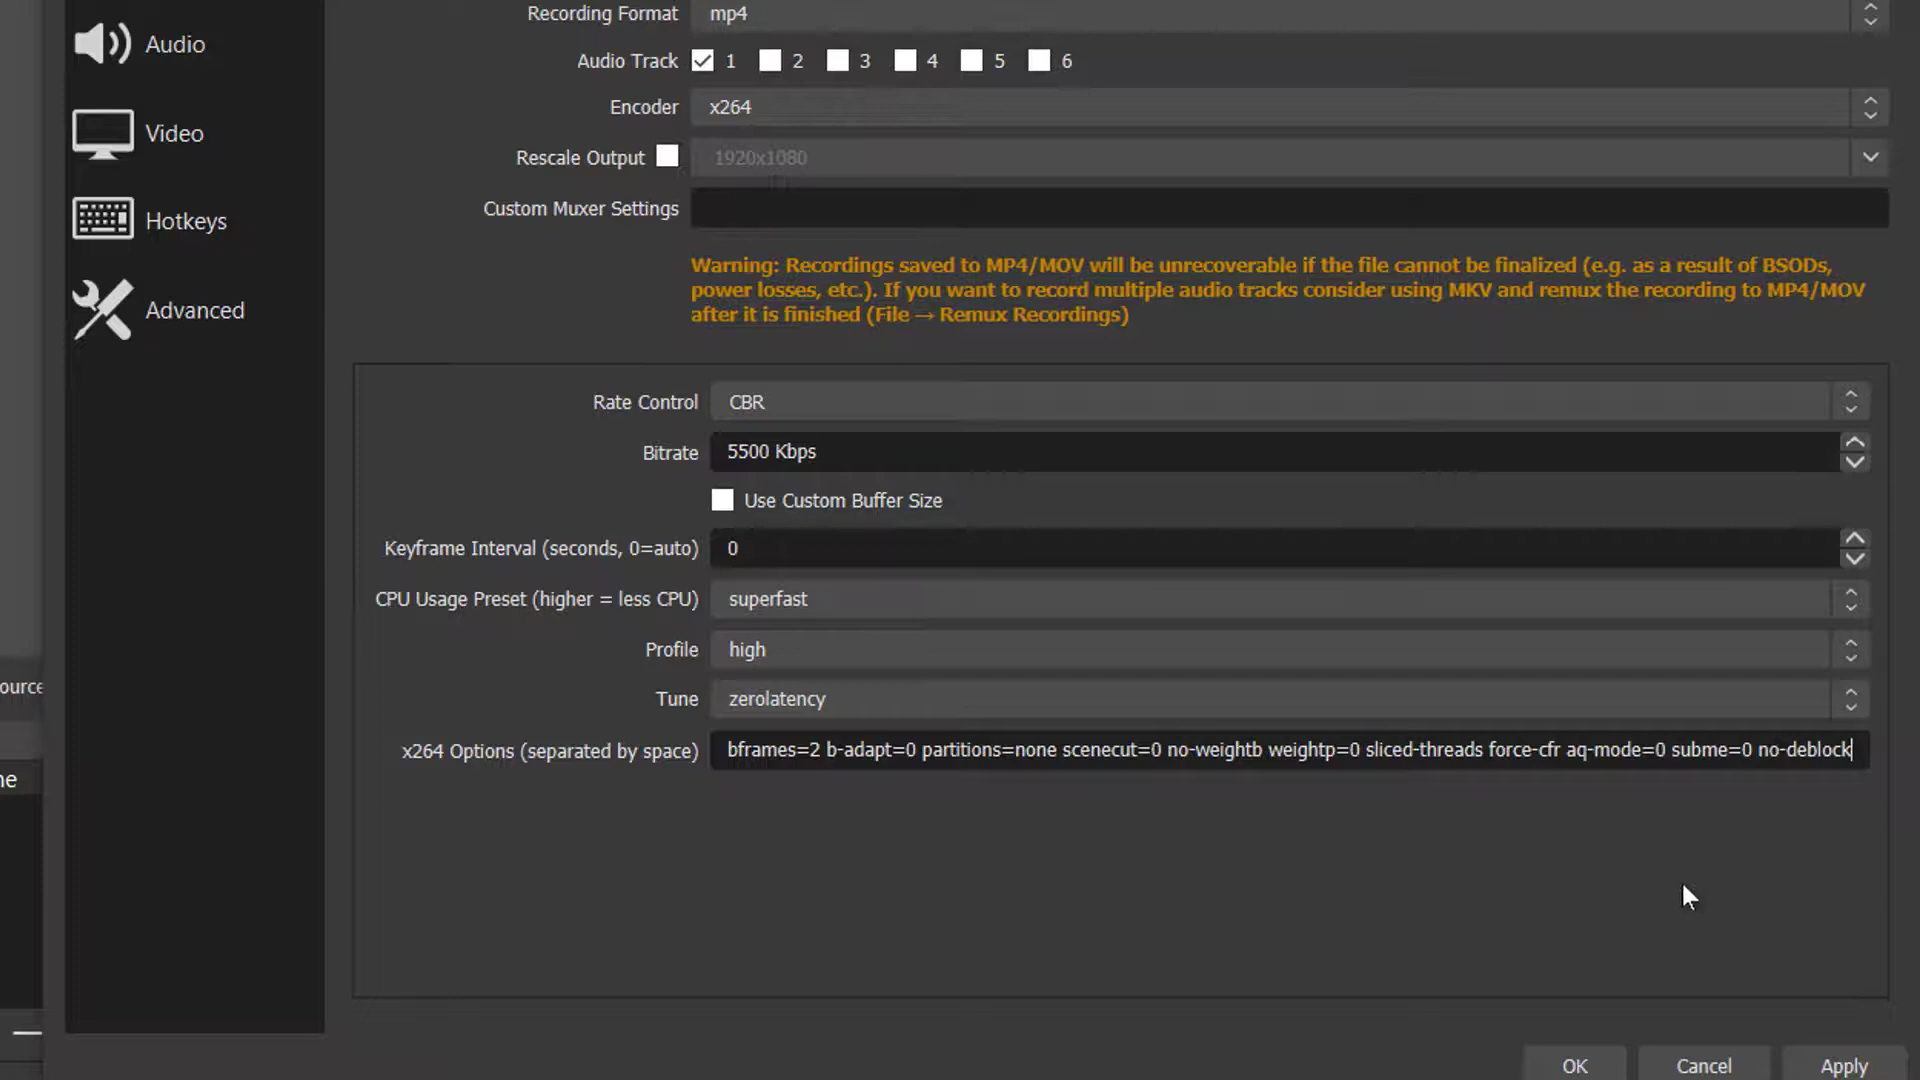 Audio
Video
Hotkeys
Advanced
Recording Format mp4
Audio Track 1 2 3 4 5 6
Encoder x264
Rescale Output 1920x1080
Custom Muxer Settings
Warning: Recordings saved to MP4/MOV will be unrecoverable if the file cannot be finalized (e.g. as a result of BSODs,
power losses, etc.). If you want to record multiple audio tracks consider using MKV and remux the recording to MP4/MOV
after it is finished (File → Remux Recordings)
Rate Control CBR
Bitrate 5500 Kbps
Use Custom Buffer Size
Keyframe Interval (seconds, 0=auto) 0
CPU Usage Preset (higher = less CPU) superfast
Profile high
Tune zerolatency
x264 Options (separated by space) bframes=2 b-adapt=0 partitions=none scenecut=0 no-weightb weightp=0 sliced-threads force-cfr aq-mode=0 subme=0 no-deblock
OK Cancel Apply